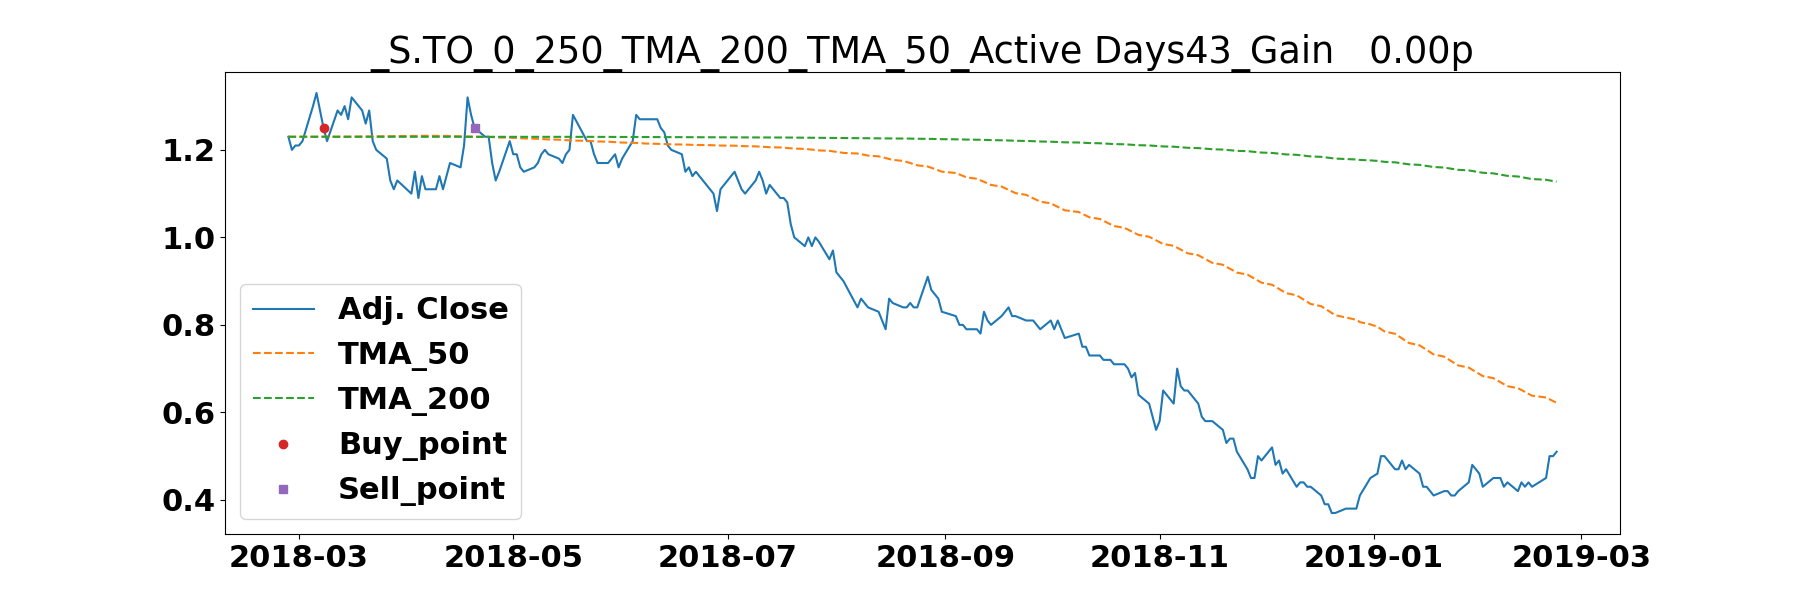 _S.TO_0_250_TMA_200_TMA_50_Active Days43_Gain   0.00p
1.2
1.0
0.8
0.6
0.4
Adj. Close
TMA_50
TMA_200
Buy_point
Sell_point
2018-03 2018-05 2018-07 2018-09 2018-11 2019-01 2019-03